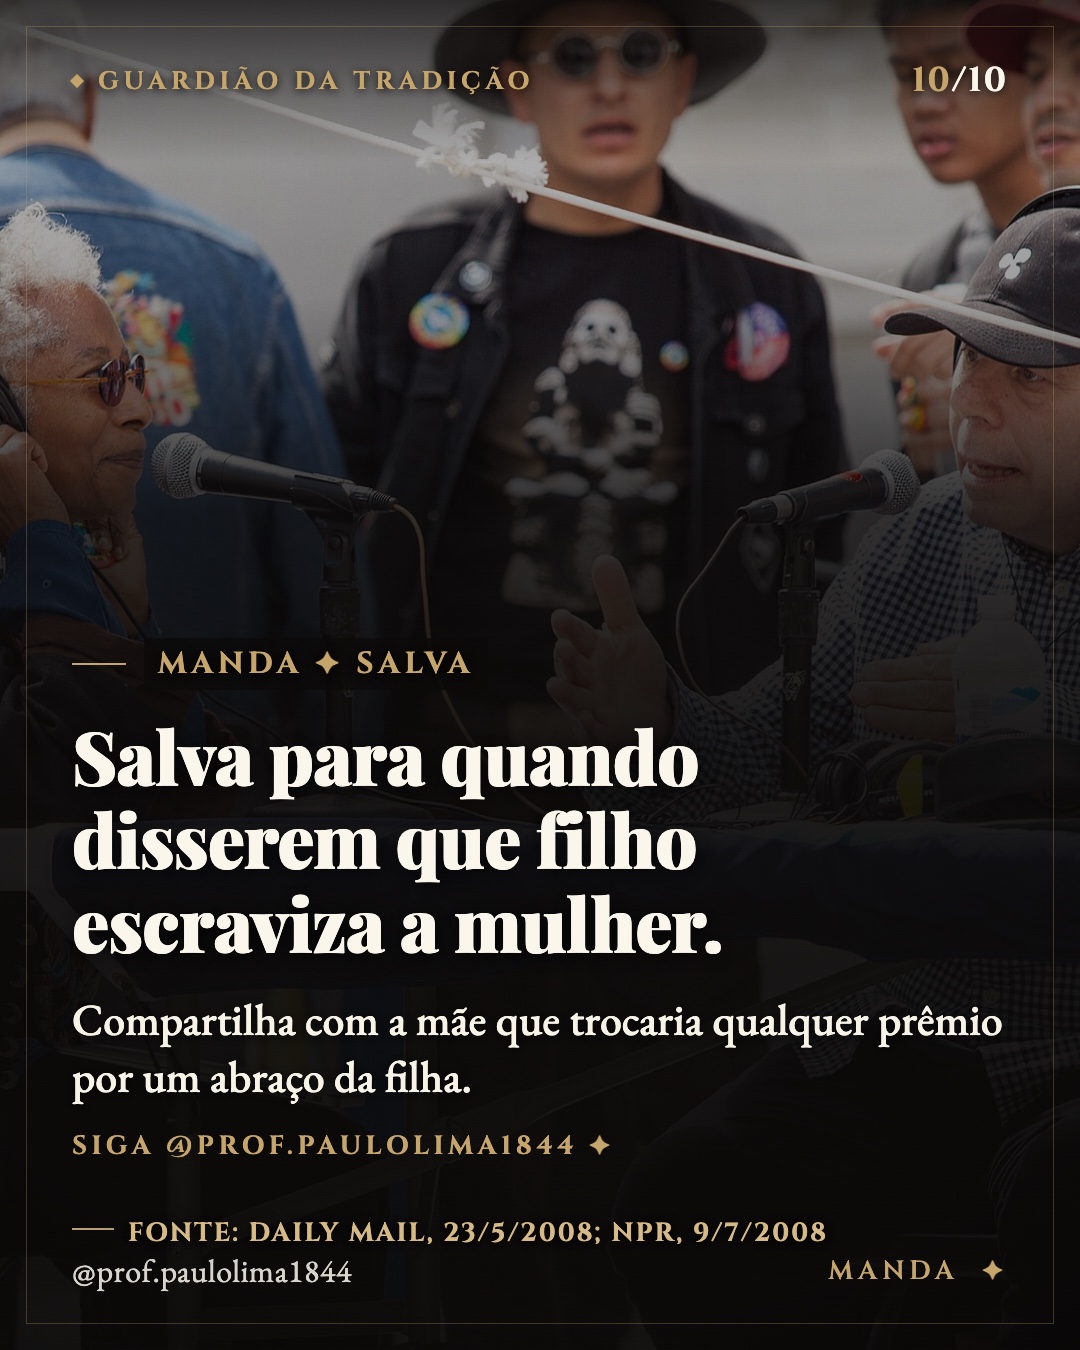 GUARDIÃO DA TRADIÇÃO
10/10
MANDA ✦ SALVA
Salva para quando
disserem que filho
escraviza a mulher.
Compartilha com a mãe que trocaria qualquer prêmio
por um abraço da filha.
SIGA @PROF.PAULOLIMA1844 ✦
FONTE: DAILY MAIL, 23/5/2008; NPR, 9/7/2008
@prof.paulolima1844
MANDA ✦